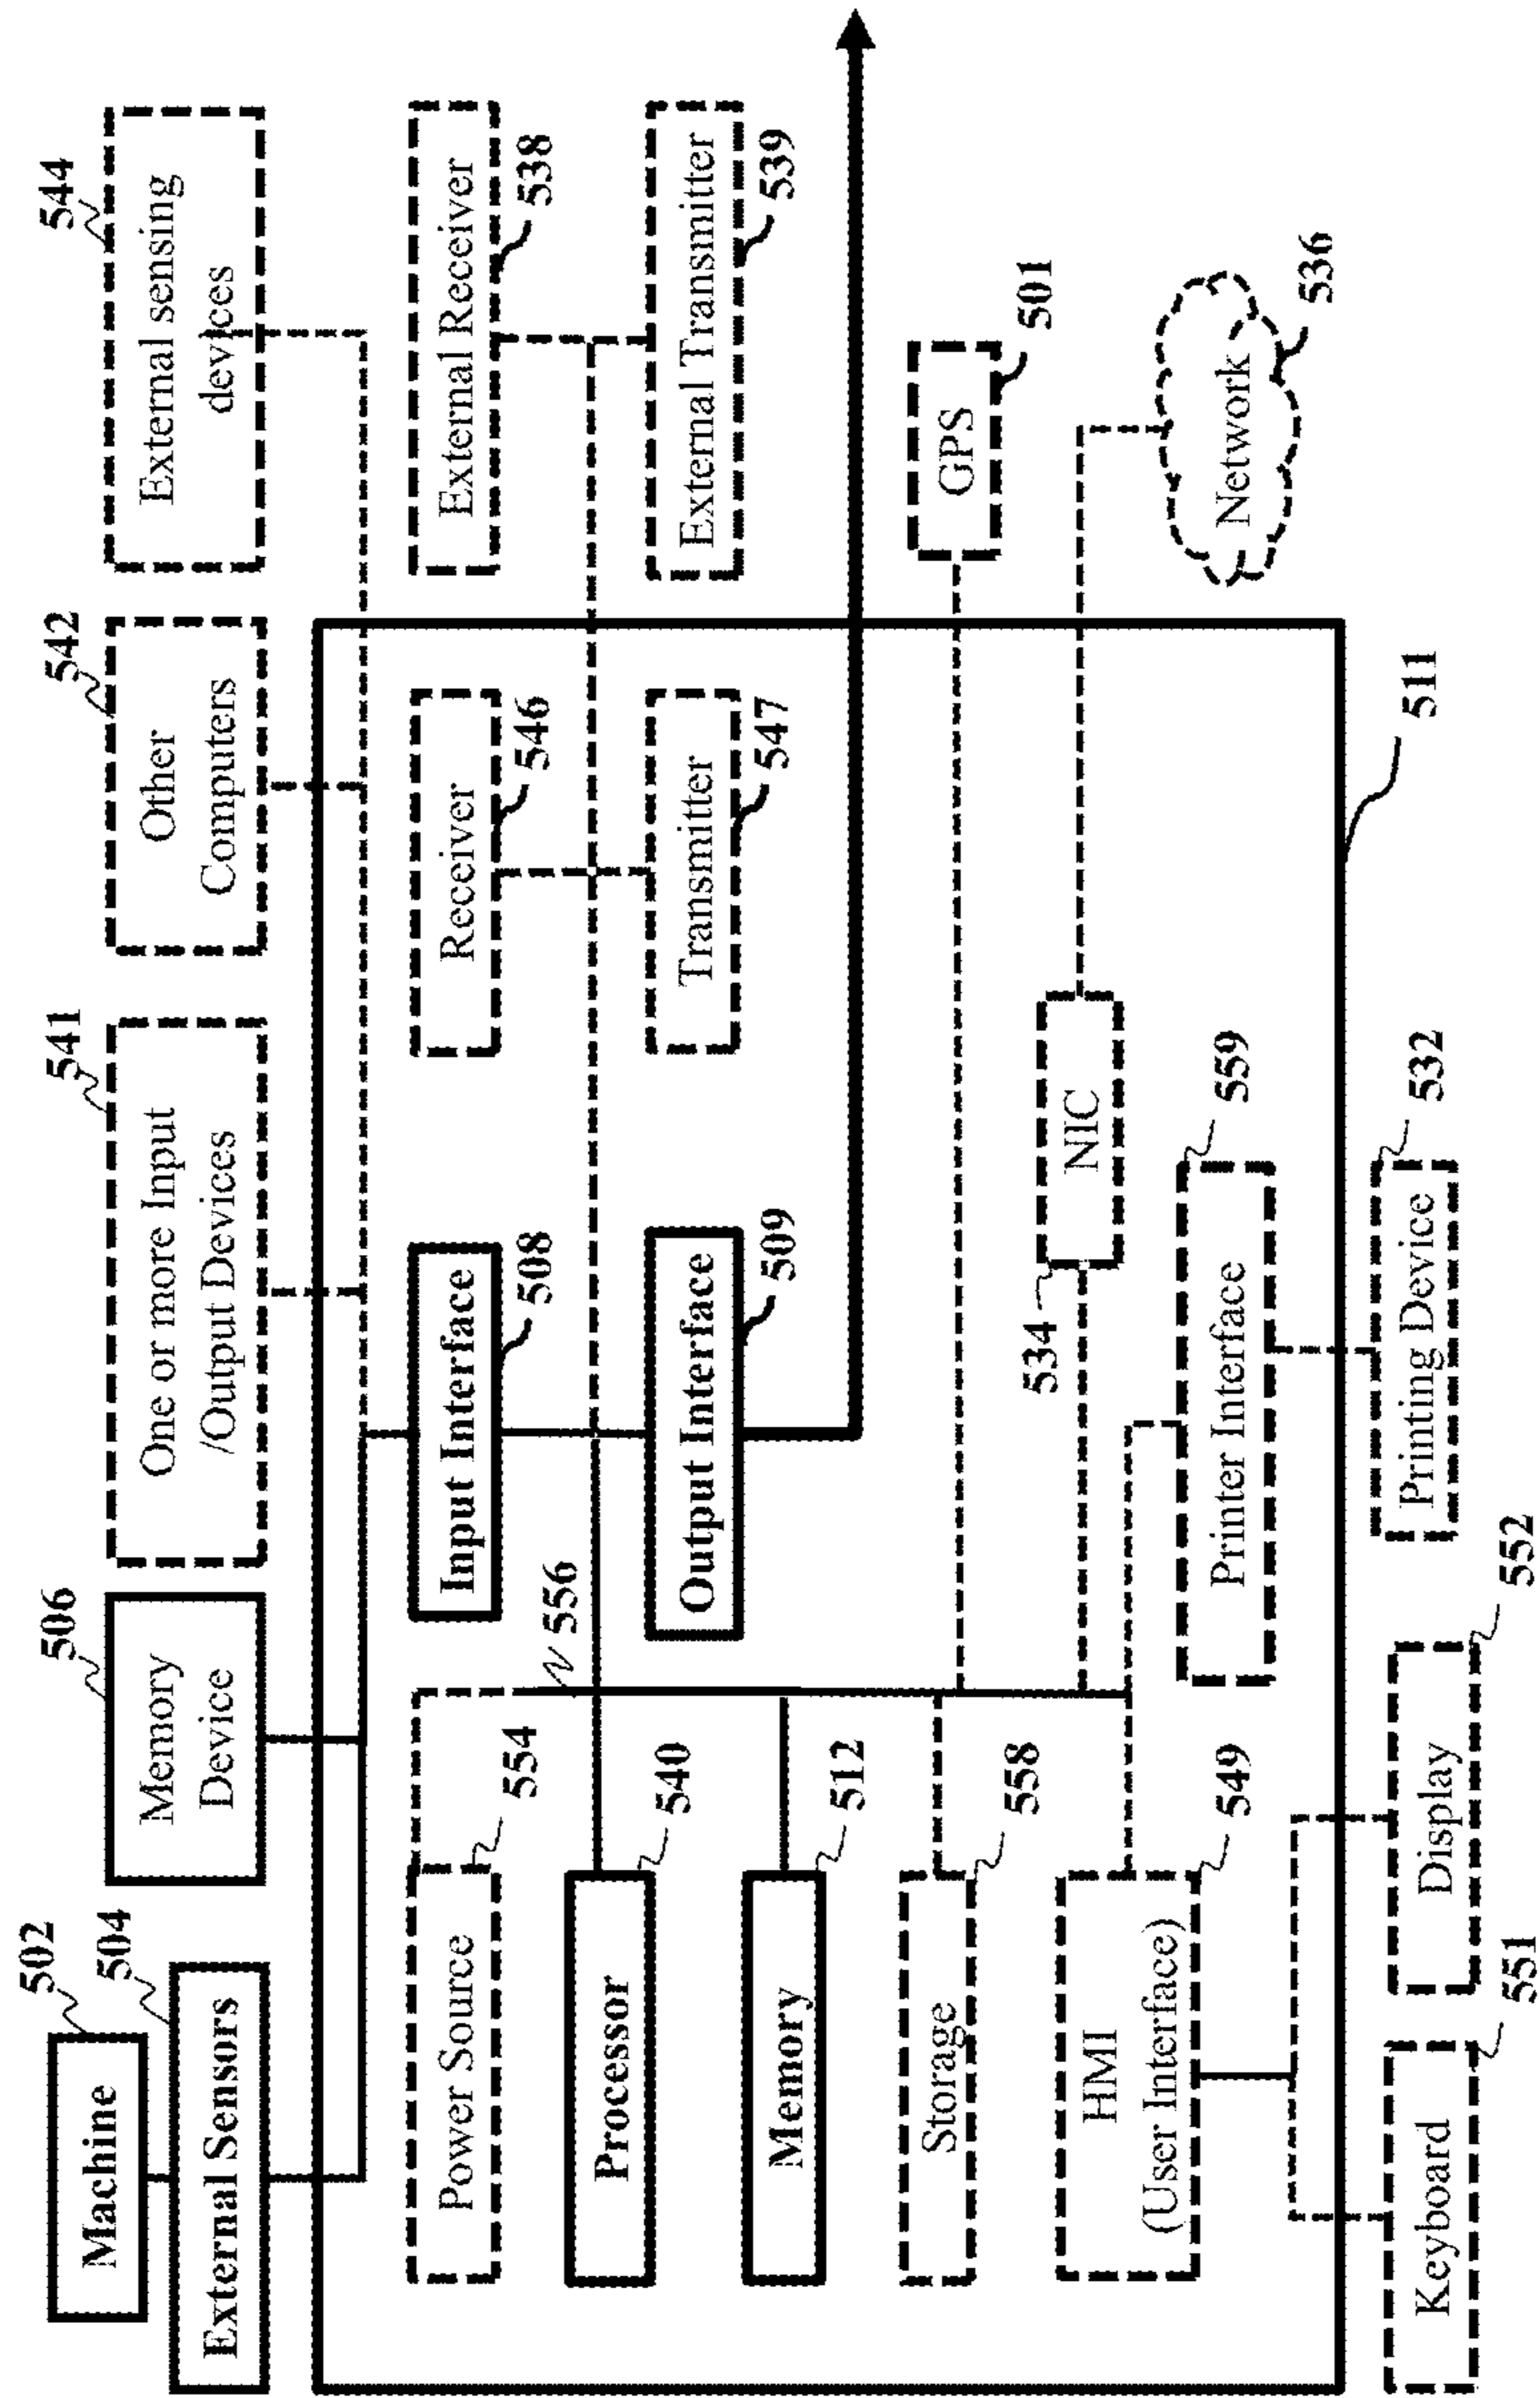 502
Machine
504
External Sensors
506
Memory
Device
541
One or more Input
/Output Devices
542
Other
Computers
544
External sensing
devices
Power Source
554
Input Interface
508
Receiver
546
External Receiver
538
556
Processor
540
Output Interface
509
Transmitter
547
External Transmitter
539
Memory
512
Storage
558
GPS
501
HMI
(User Interface)
549
534
NIC
Printer Interface
559
Network
536
511
Keyboard
551
Display
552
Printing Device
532